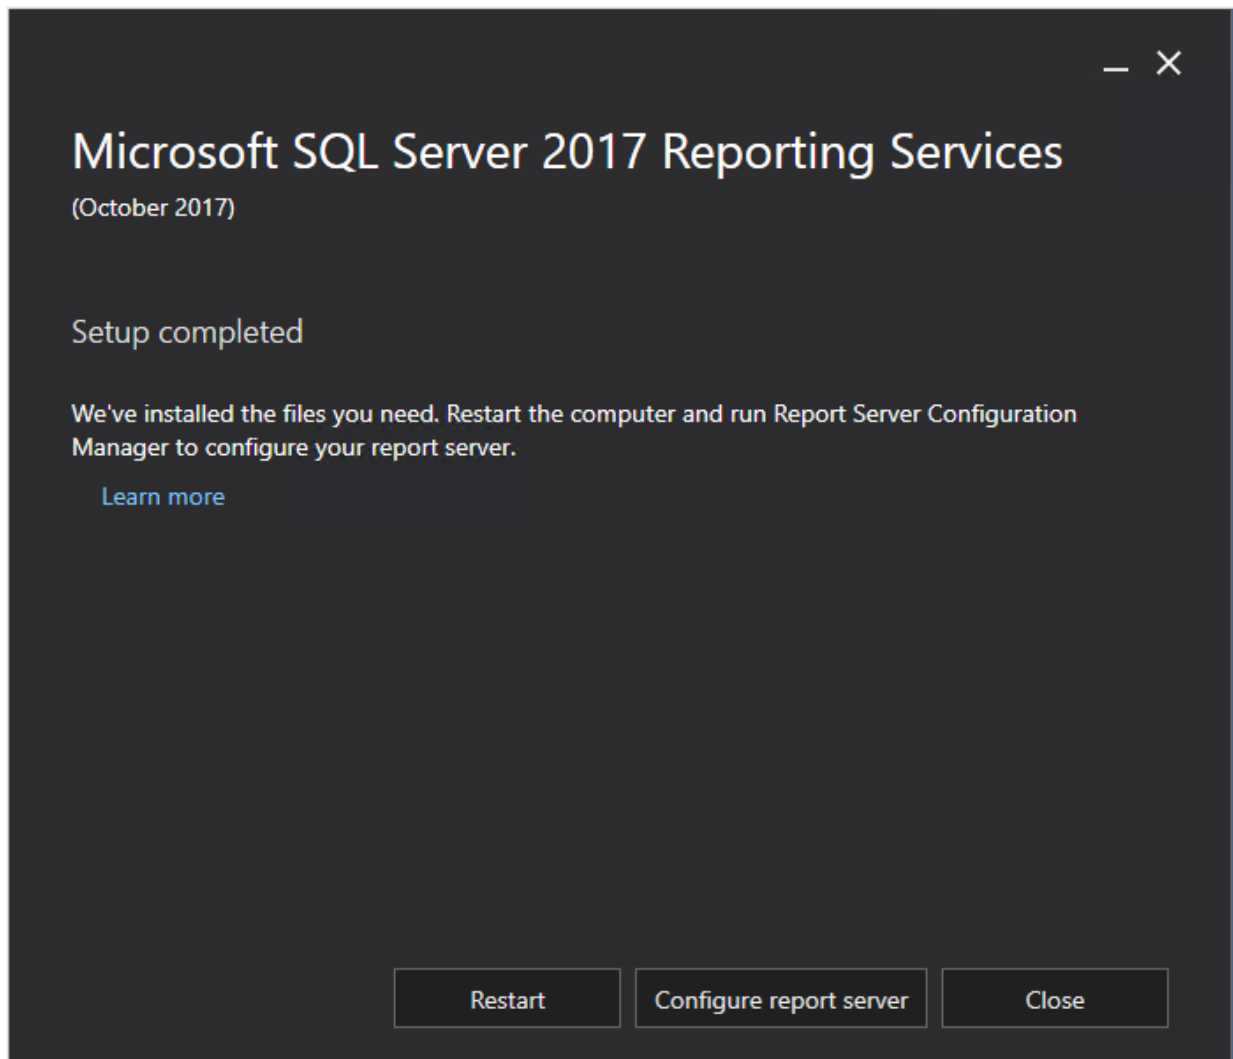 Microsoft SQL Server 2017 Reporting Services
(October 2017)
Setup completed
We've installed the files you need. Restart the computer and run Report Server Configuration
Manager to configure your report server.
Learn more
Restart
Configure report server
Close